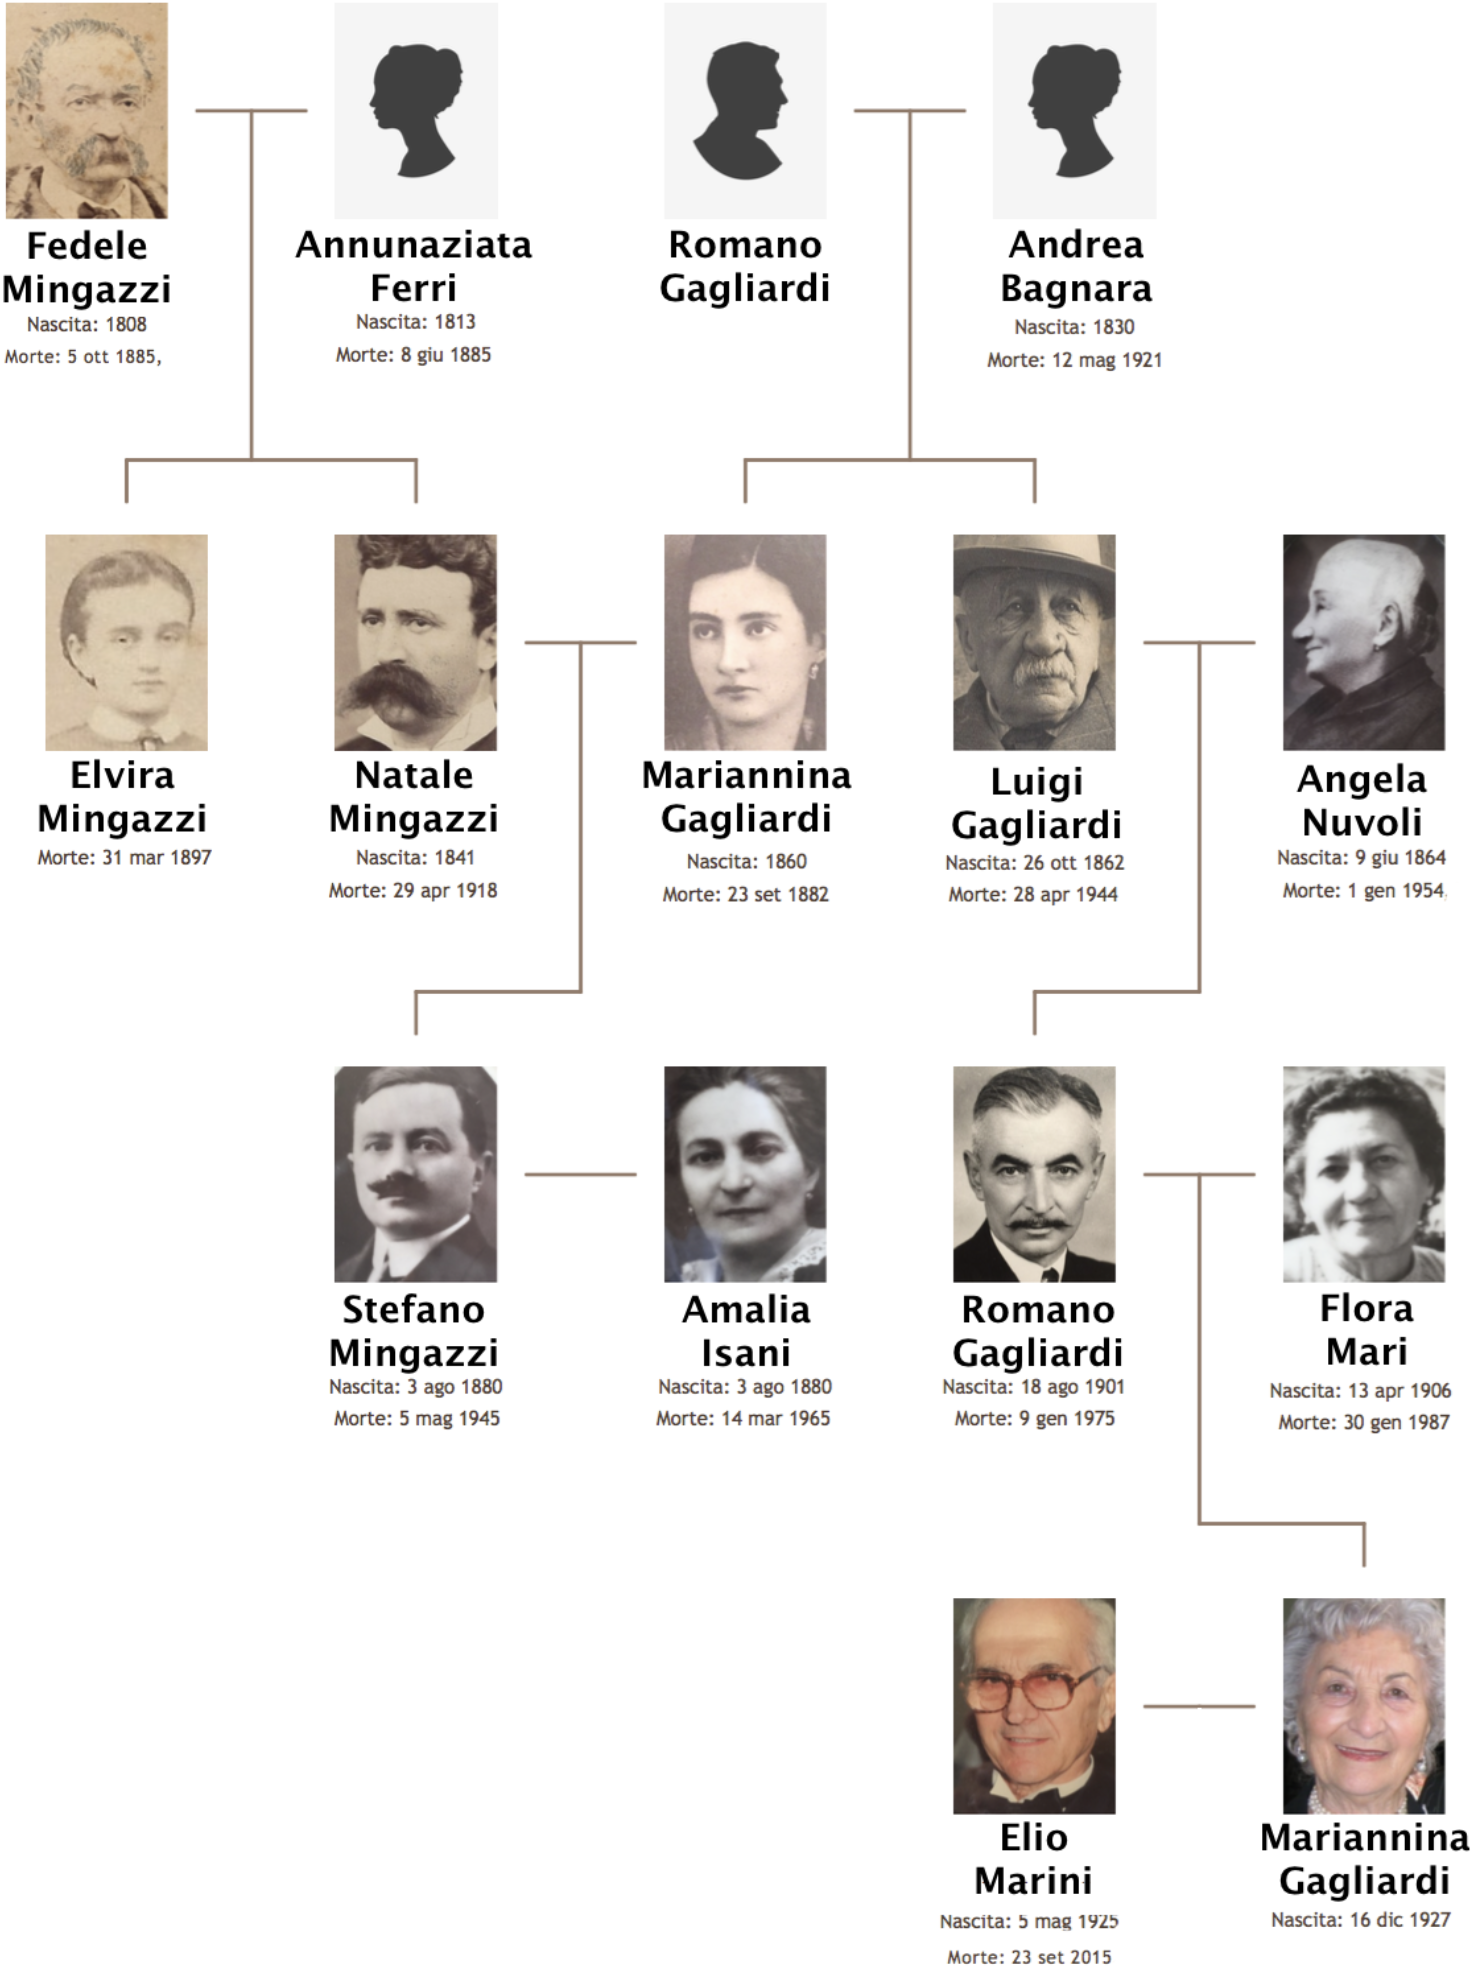 Fedele
Mingazzi
Nascita: 1808
Morte: 5 ott 1885,
Annunaziata
Ferri
Nascita: 1813
Morte: 8 giu 1885
Romano
Gagliardi
Andrea
Bagnara
Nascita: 1830
Morte: 12 mag 1921
Elvira
Mingazzi
Morte: 31 mar 1897
Natale
Mingazzi
Nascita: 1841
Morte: 29 apr 1918
Mariannina
Gagliardi
Nascita: 1860
Morte: 23 set 1882
Luigi
Gagliardi
Nascita: 26 ott 1862
Morte: 28 apr 1944
Angela
Nuvoli
Nascita: 9 giu 1864
Morte: 1 gen 1954,
Stefano
Mingazzi
Nascita: 3 ago 1880
Morte: 5 mag 1945
Amalia
Isani
Nascita: 3 ago 1880
Morte: 14 mar 1965
Romano
Gagliardi
Nascita: 18 ago 1901
Morte: 9 gen 1975
Flora
Mari
Nascita: 13 apr 1906
Morte: 30 gen 1987
Elio
Marini
Nascita: 5 mag 1925
Morte: 23 set 2015
Mariannina
Gagliardi
Nascita: 16 dic 1927